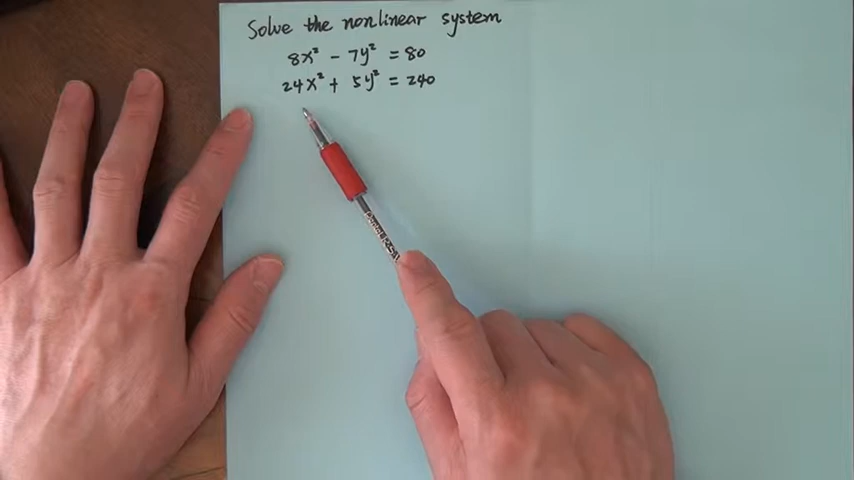 Solve the nonlinear system
8x² - 7y² = 80
24x² + 5y² = 240